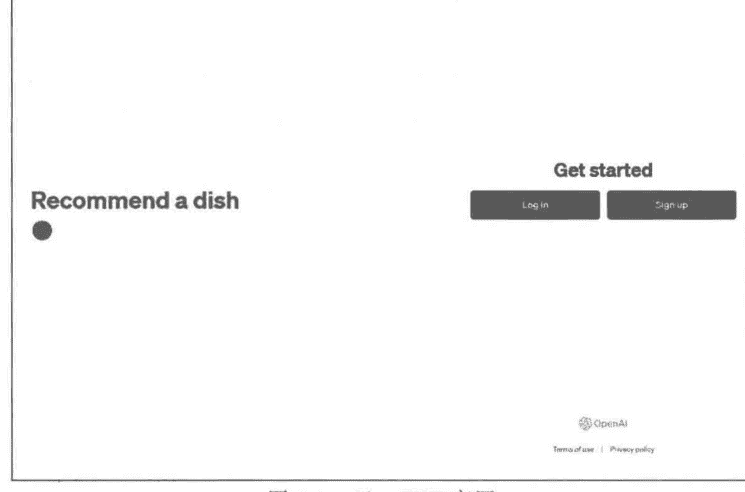 Recommend a dish
Get started
Log in
Sign up
OpenAI
Terms of use | Privacy policy